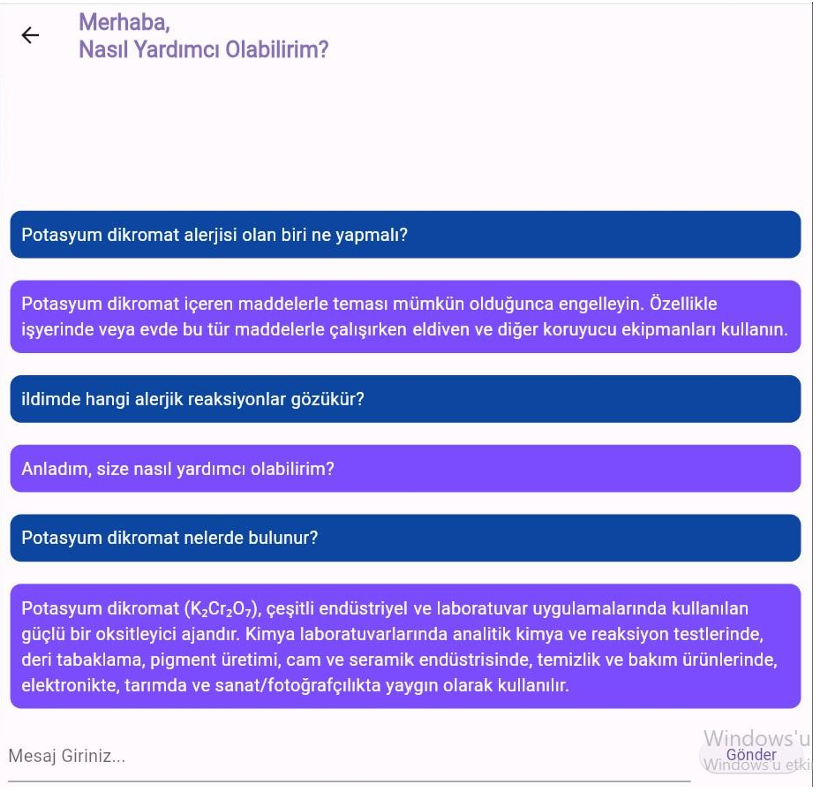 Merhaba,
Nasıl Yardımcı Olabilirim?
Potasyum dikromat alerjisi olan biri ne yapmalı?
Potasyum dikromat içeren maddelerle teması mümkün olduğunca engelleyin. Özellikle
işyerinde veya evde bu tür maddelerle çalışırken eldiven ve diğer koruyucu ekipmanları kullanın.
ildimde hangi alerjik reaksiyonlar gözükür?
Anladım, size nasıl yardımcı olabilirim?
Potasyum dikromat nelerde bulunur?
Potasyum dikromat (K₂Cr₂O₇), çeşitli endüstriyel ve laboratuvar uygulamalarında kullanılan
güçlü bir oksitleyici ajandır. Kimya laboratuvarlarında analitik kimya ve reaksiyon testlerinde,
deri tabaklama, pigment üretimi, cam ve seramik endüstrisinde, temizlik ve bakım ürünlerinde,
elektronikte, tarımda ve sanat/fotoğrafçılıkta yaygın olarak kullanılır.
Mesaj Giriniz...
Windows'u
Gönder
Windows'u etki